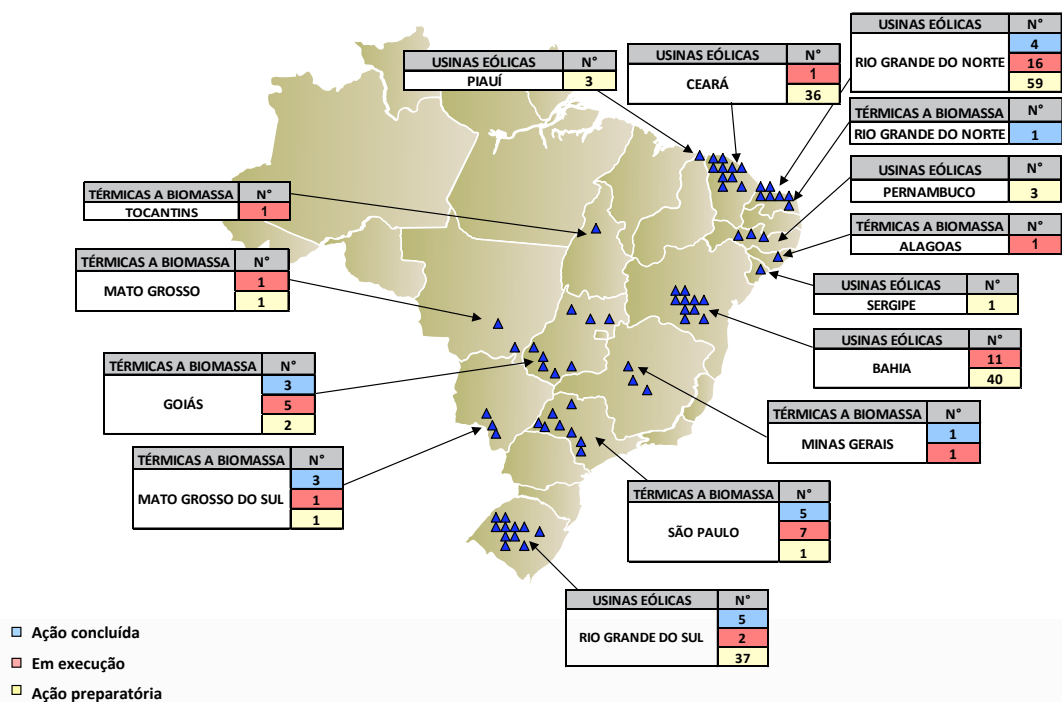 USINAS EÓLICAS N°
PIAUÍ 3
USINAS EÓLICAS N°
CEARÁ 1
36
USINAS EÓLICAS N°
RIO GRANDE DO NORTE 4
16
59
TÉRMICAS A BIOMASSA N°
RIO GRANDE DO NORTE 1
USINAS EÓLICAS N°
PERNAMBUCO 3
TÉRMICAS A BIOMASSA N°
ALAGOAS 1
USINAS EÓLICAS N°
SERGIPE 1
USINAS EÓLICAS N°
BAHIA 11
40
TÉRMICAS A BIOMASSA N°
MINAS GERAIS 1
1
TÉRMICAS A BIOMASSA N°
SÃO PAULO 5
7
1
USINAS EÓLICAS N°
RIO GRANDE DO SUL 5
2
37
TÉRMICAS A BIOMASSA N°
TOCANTINS 1
TÉRMICAS A BIOMASSA N°
MATO GROSSO 1
1
TÉRMICAS A BIOMASSA N°
GOIÁS 3
5
2
TÉRMICAS A BIOMASSA N°
MATO GROSSO DO SUL 3
1
1
Ação concluída
Em execução
Ação preparatória